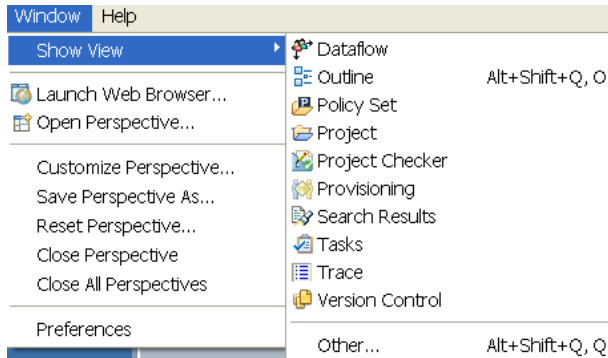 Window Help
Show View
Launch Web Browser...
Open Perspective...
Customize Perspective...
Save Perspective As...
Reset Perspective...
Close Perspective
Close All Perspectives
Preferences
Dataflow
Outline Alt+Shift+Q, O
Policy Set
Project
Project Checker
Provisioning
Search Results
Tasks
Trace
Version Control
Other... Alt+Shift+Q, Q